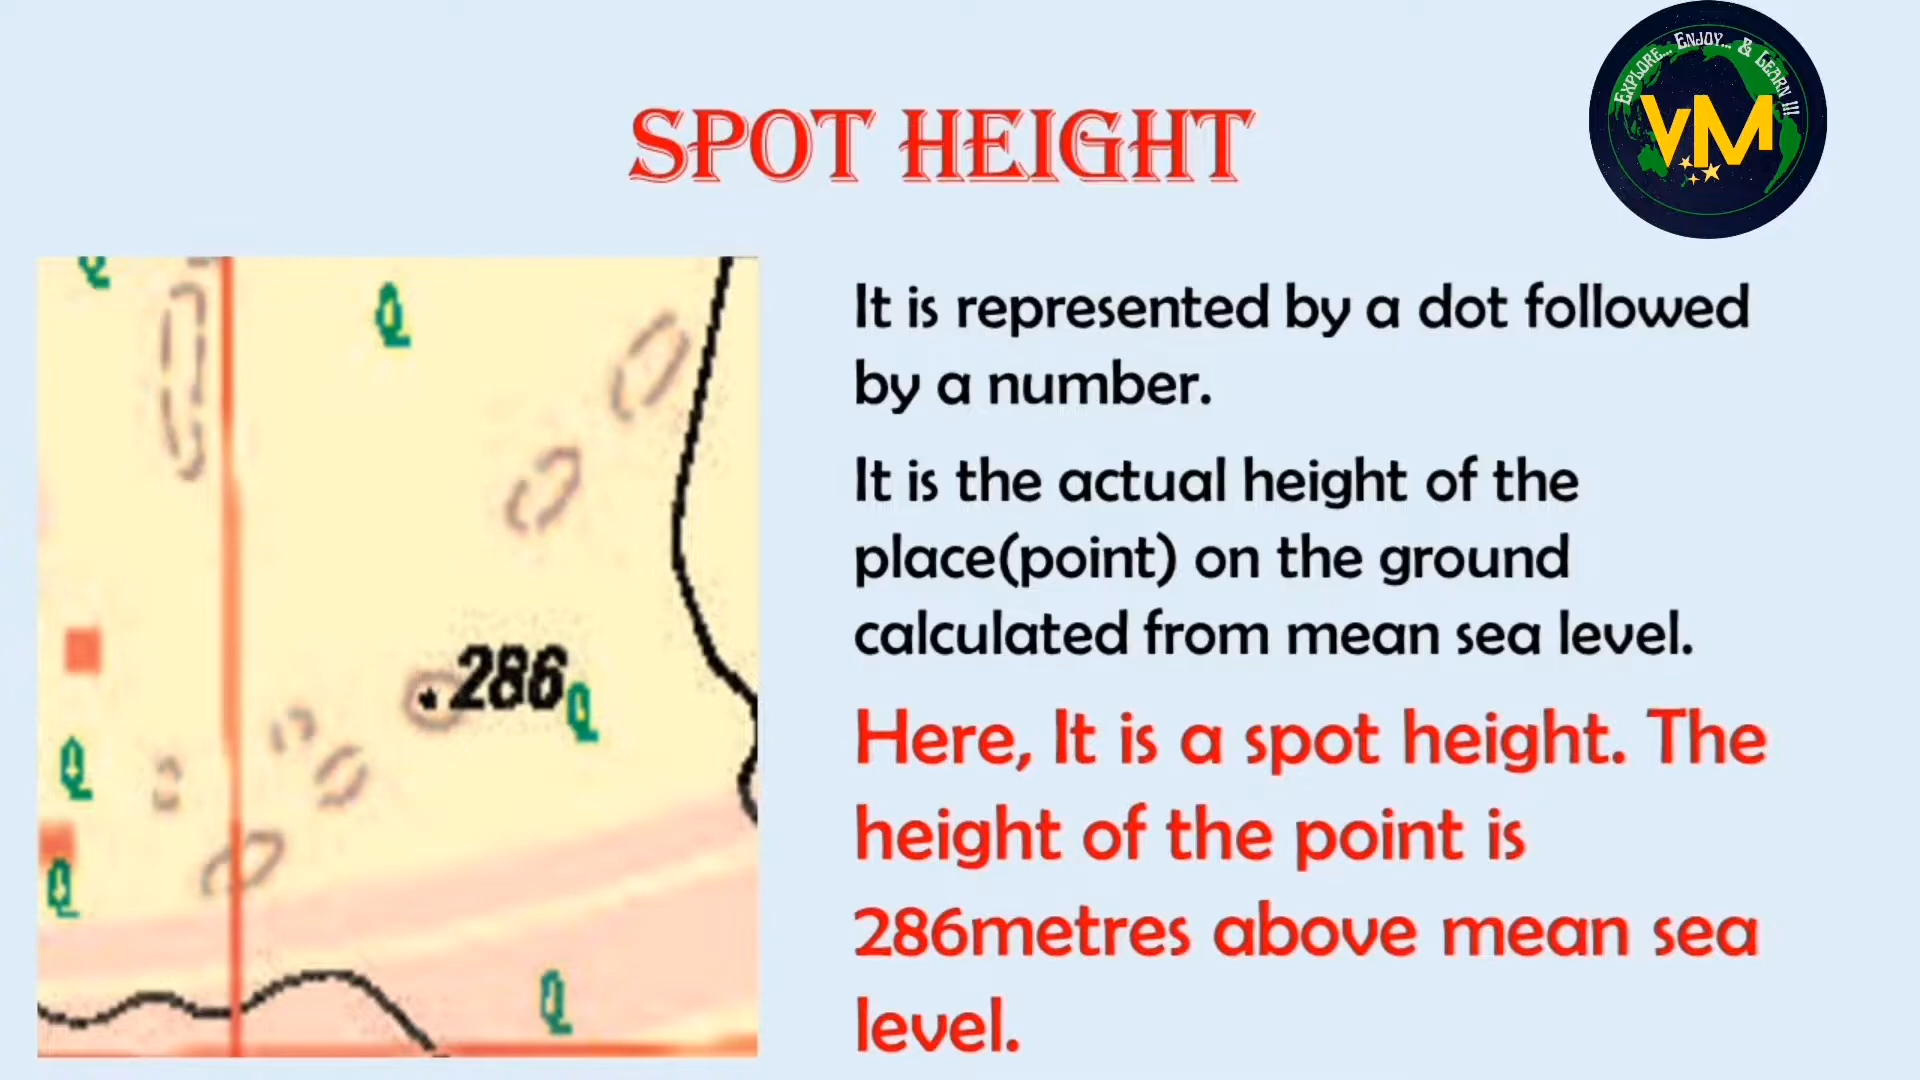 EXPLORE... ENJOY... & LEARN !!!
VM
SPOT HEIGHT
It is represented by a dot followed
by a number.
It is the actual height of the
place(point) on the ground
calculated from mean sea level.
Here, It is a spot height. The
height of the point is
286metres above mean sea
level.
.286